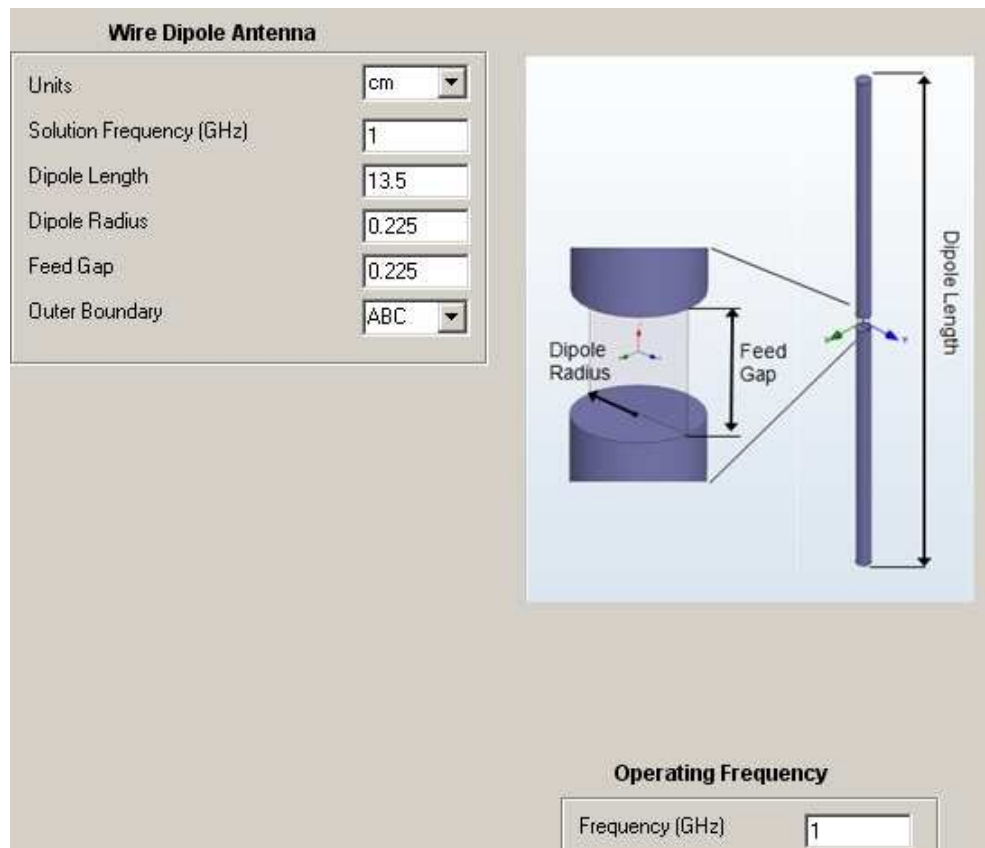 Wire Dipole Antenna
Units
cm
Solution Frequency (GHz)
1
Dipole Length
13.5
Dipole Radius
0.225
Feed Gap
0.225
Outer Boundary
ABC
Dipole
Radius
Feed
Gap
Dipole Length
Operating Frequency
Frequency (GHz)
1